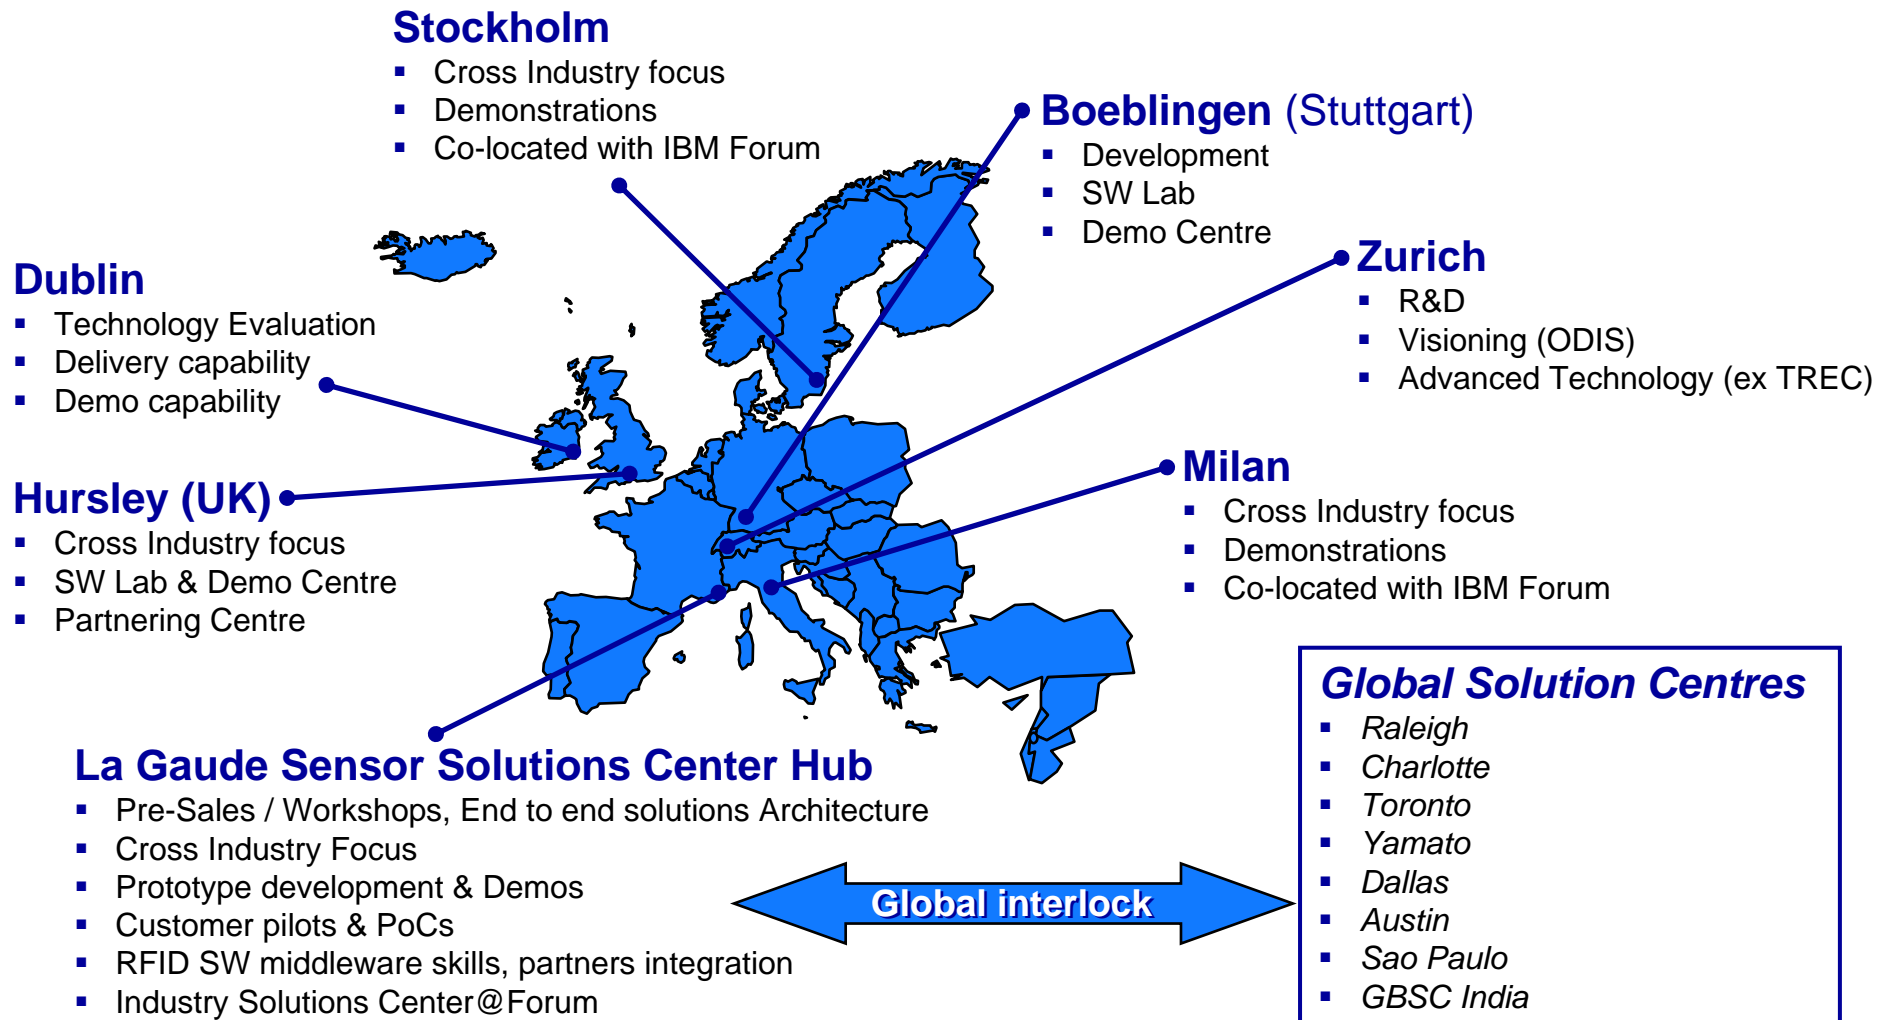 Stockholm
▪ Cross Industry focus
▪ Demonstrations
▪ Co-located with IBM Forum
Boeblingen (Stuttgart)
▪ Development
▪ SW Lab
▪ Demo Centre
Zurich
▪ R&D
▪ Visioning (ODIS)
▪ Advanced Technology (ex TREC)
Dublin
▪ Technology Evaluation
▪ Delivery capability
▪ Demo capability
Hursley (UK)
▪ Cross Industry focus
▪ SW Lab & Demo Centre
▪ Partnering Centre
Milan
▪ Cross Industry focus
▪ Demonstrations
▪ Co-located with IBM Forum
La Gaude Sensor Solutions Center Hub
▪ Pre-Sales / Workshops, End to end solutions Architecture
▪ Cross Industry Focus
▪ Prototype development & Demos
▪ Customer pilots & PoCs
▪ RFID SW middleware skills, partners integration
▪ Industry Solutions Center@Forum
Global interlock
Global Solution Centres
▪ Raleigh
▪ Charlotte
▪ Toronto
▪ Yamato
▪ Dallas
▪ Austin
▪ Sao Paulo
▪ GBSC India